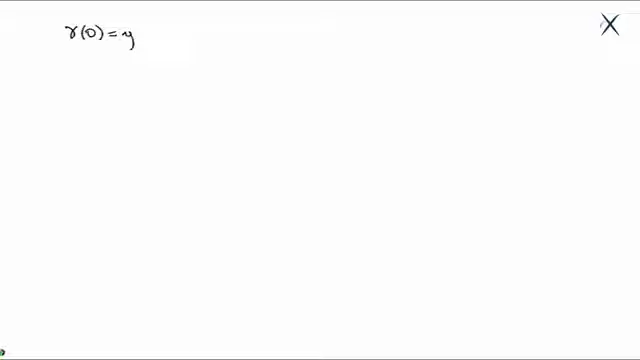 γ(0) = y